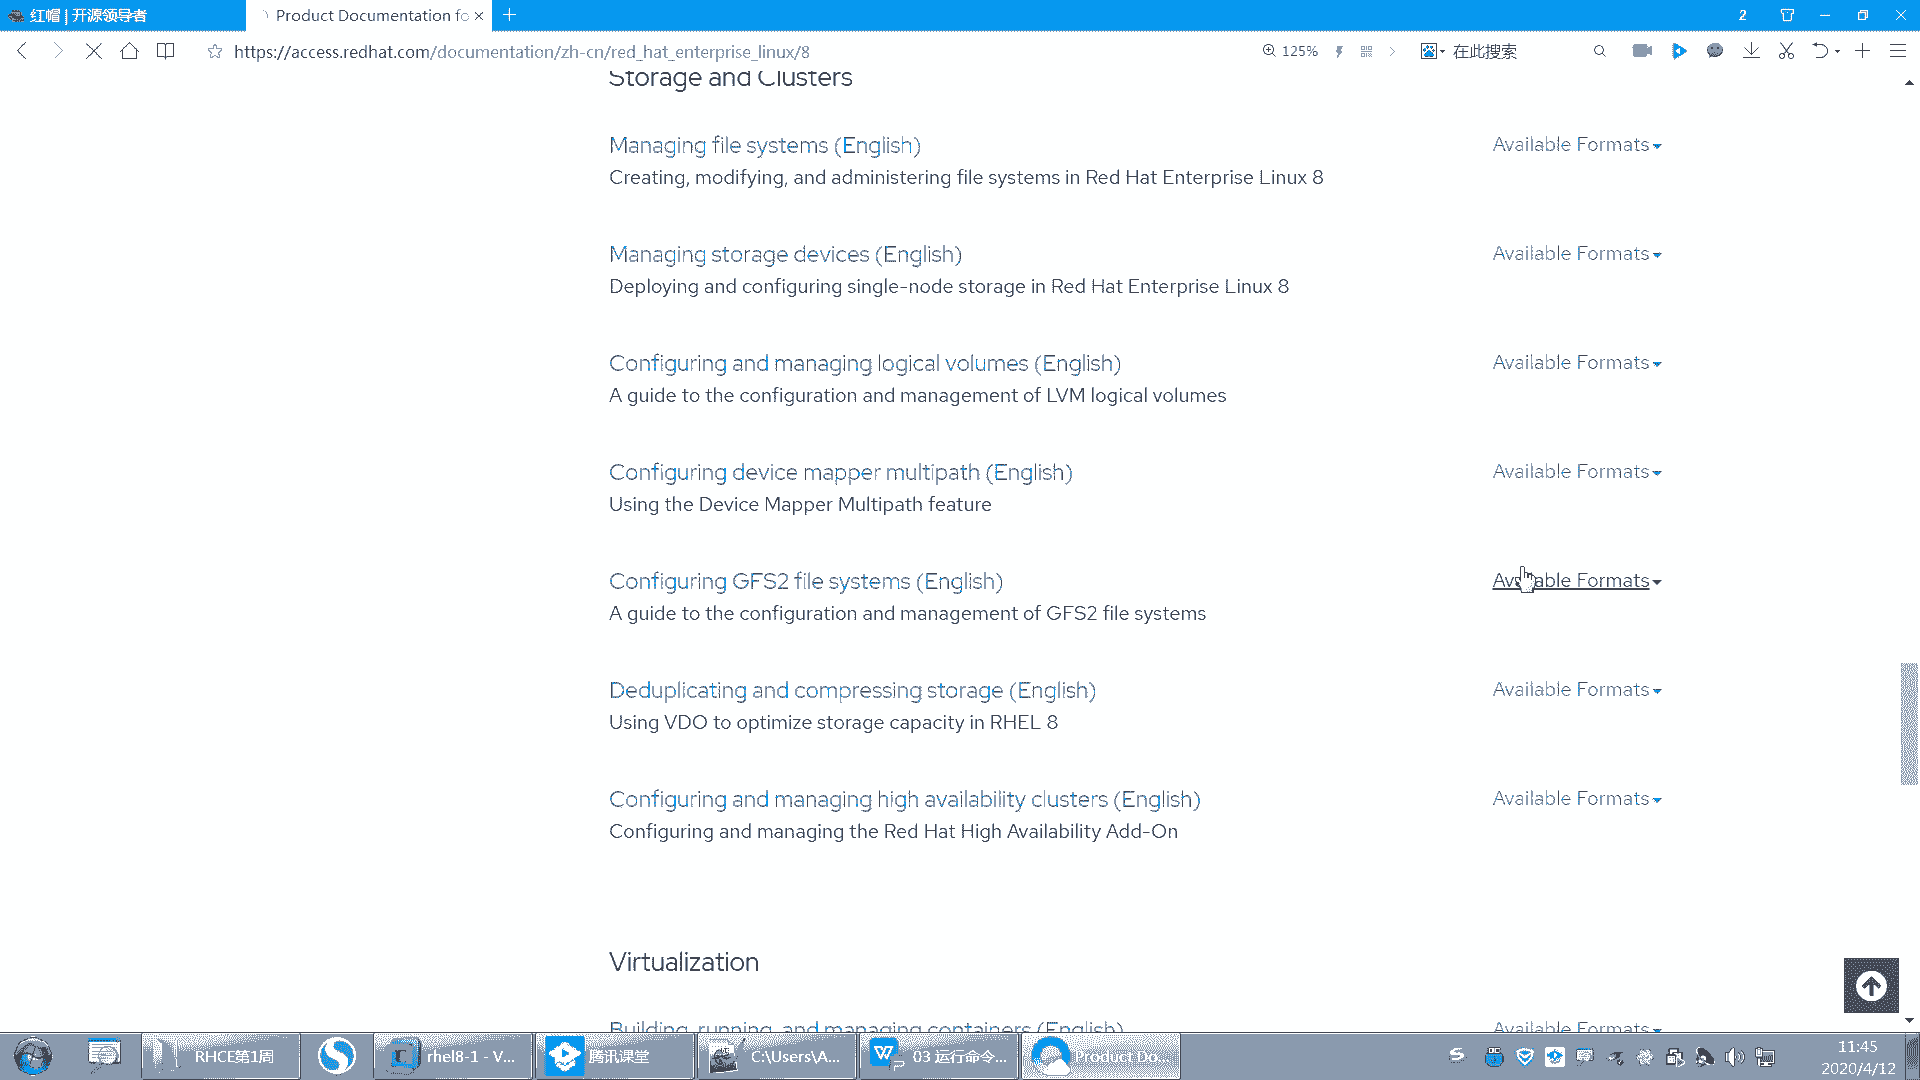 红帽 | 开源领导者
Product Documentation fo
2
https://access.redhat.com/documentation/zh-cn/red_hat_enterprise_linux/8
125%
在此搜索
Storage and Clusters
Managing file systems (English)
Available Formats
Creating, modifying, and administering file systems in Red Hat Enterprise Linux 8
Managing storage devices (English)
Available Formats
Deploying and configuring single-node storage in Red Hat Enterprise Linux 8
Configuring and managing logical volumes (English)
Available Formats
A guide to the configuration and management of LVM logical volumes
Configuring device mapper multipath (English)
Available Formats
Using the Device Mapper Multipath feature
Configuring GFS2 file systems (English)
Available Formats
A guide to the configuration and management of GFS2 file systems
Deduplicating and compressing storage (English)
Available Formats
Using VDO to optimize storage capacity in RHEL 8
Configuring and managing high availability clusters (English)
Available Formats
Configuring and managing the Red Hat High Availability Add-On
Virtualization
Building, running, and managing containers (English)
Available Formats
RHCE第1周
rhel8-1 - V...
腾讯课堂
C:\Users\A...
03 运行命令...
Product Do...
11:45
2020/4/12